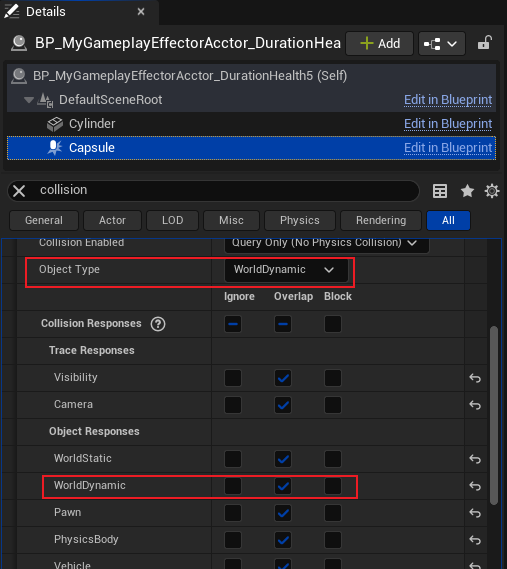 Details
BP_MyGameplayEffectorAcctor_DurationHea
Add
BP_MyGameplayEffectorAcctor_DurationHealth5 (Self)
DefaultSceneRoot Edit in Blueprint
Cylinder Edit in Blueprint
Capsule Edit in Blueprint
collision
General Actor LOD Misc Physics Rendering All
Collision Enabled Query Only (No Physics Collision)
Object Type WorldDynamic
Ignore Overlap Block
Collision Responses ?
Trace Responses
Visibility
Camera
Object Responses
WorldStatic
WorldDynamic
Pawn
PhysicsBody
Vehicle